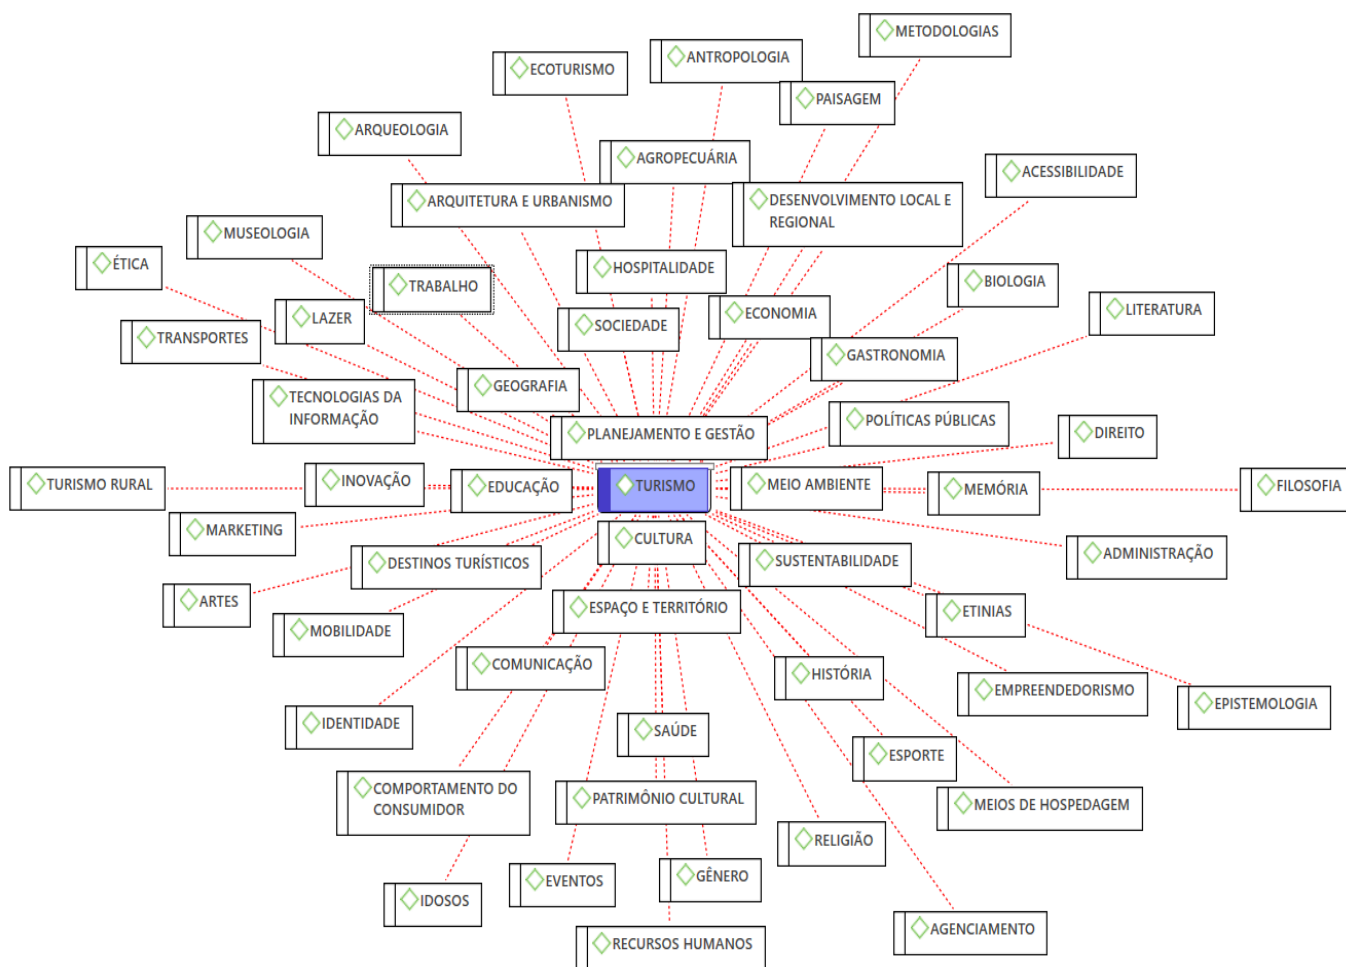 METODOLOGIAS
ANTROPOLOGIA
ECOTURISMO
PAISAGEM
ARQUEOLOGIA
AGROPECUÁRIA
ACESSIBILIDADE
ARQUITETURA E URBANISMO
DESENVOLVIMENTO LOCAL E
REGIONAL
MUSEOLOGIA
ÉTICA
HOSPITALIDADE
TRABALHO
BIOLOGIA
LITERATURA
LAZER
ECONOMIA
SOCIEDADE
TRANSPORTES
GASTRONOMIA
GEOGRAFIA
TECNOLOGIAS DA
INFORMAÇÃO
POLÍTICAS PÚBLICAS
PLANEJAMENTO E GESTÃO
DIREITO
TURISMO RURAL
INOVAÇÃO
EDUCAÇÃO
TURISMO
MEIO AMBIENTE
MEMÓRIA
FILOSOFIA
MARKETING
CULTURA
ADMINISTRAÇÃO
DESTINOS TURÍSTICOS
SUSTENTABILIDADE
ARTES
ESPAÇO E TERRITÓRIO
ETINIAS
MOBILIDADE
COMUNICAÇÃO
HISTÓRIA
EMPREENDEDORISMO
EPISTEMOLOGIA
IDENTIDADE
SAÚDE
ESPORTE
COMPORTAMENTO DO
CONSUMIDOR
PATRIMÔNIO CULTURAL
MEIOS DE HOSPEDAGEM
RELIGIÃO
EVENTOS
GÊNERO
IDOSOS
AGENCIAMENTO
RECURSOS HUMANOS